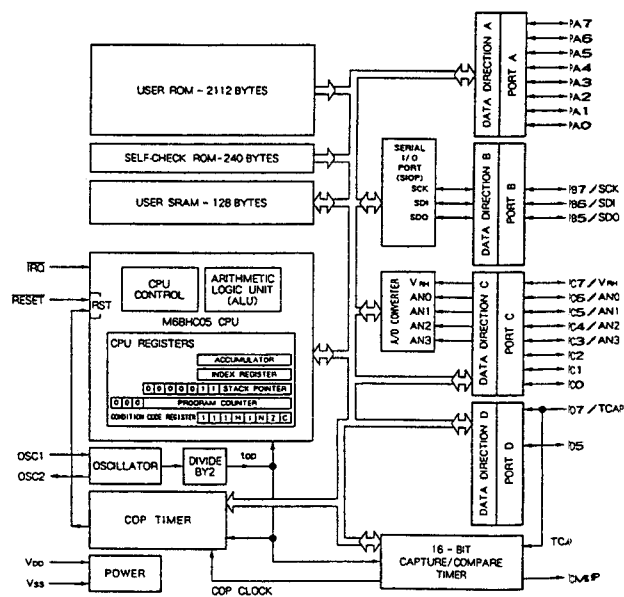 USER ROM - 2112 BYTES
SELF-CHECK ROM-240 BYTES
USER SRAM - 128 BYTES
DATA DIRECTION A
PORT A
PA7
PA6
PA5
PA4
PA3
PA2
PA1
PA0
SERIAL
I/O
PORT
(SIOP)
SCK
SDI
SDO
DATA DIRECTION B
PORT B
PB7/SCK
PB6/SDI
PB5/SDO
IRQ
RESET
RST
CPU
CONTROL
ARITHMETIC
LOGIC UNIT
(ALU)
M68HC05 CPU
CPU REGISTERS
ACCUMULATOR
INDEX REGISTER
0 0 0 0 0 1 1 STACK POINTER
0 0 0 PROGRAM COUNTER
CONDITION CODE REGISTER 1 1 1 H I N Z C
A/D CONVERTER
VRH
AN0
AN1
AN2
AN3
DATA DIRECTION C
PORT C
PC7/VRH
PC6/AN0
PC5/AN1
PC4/AN2
PC3/AN3
PC2
PC1
PC0
DATA DIRECTION D
PORT D
PD7/TCAP
PD5
OSC1
OSC2
OSCILLATOR
DIVIDE
BY2
COP TIMER
VDD
VSS
POWER
COP CLOCK
16 - BIT
CAPTURE/COMPARE
TIMER